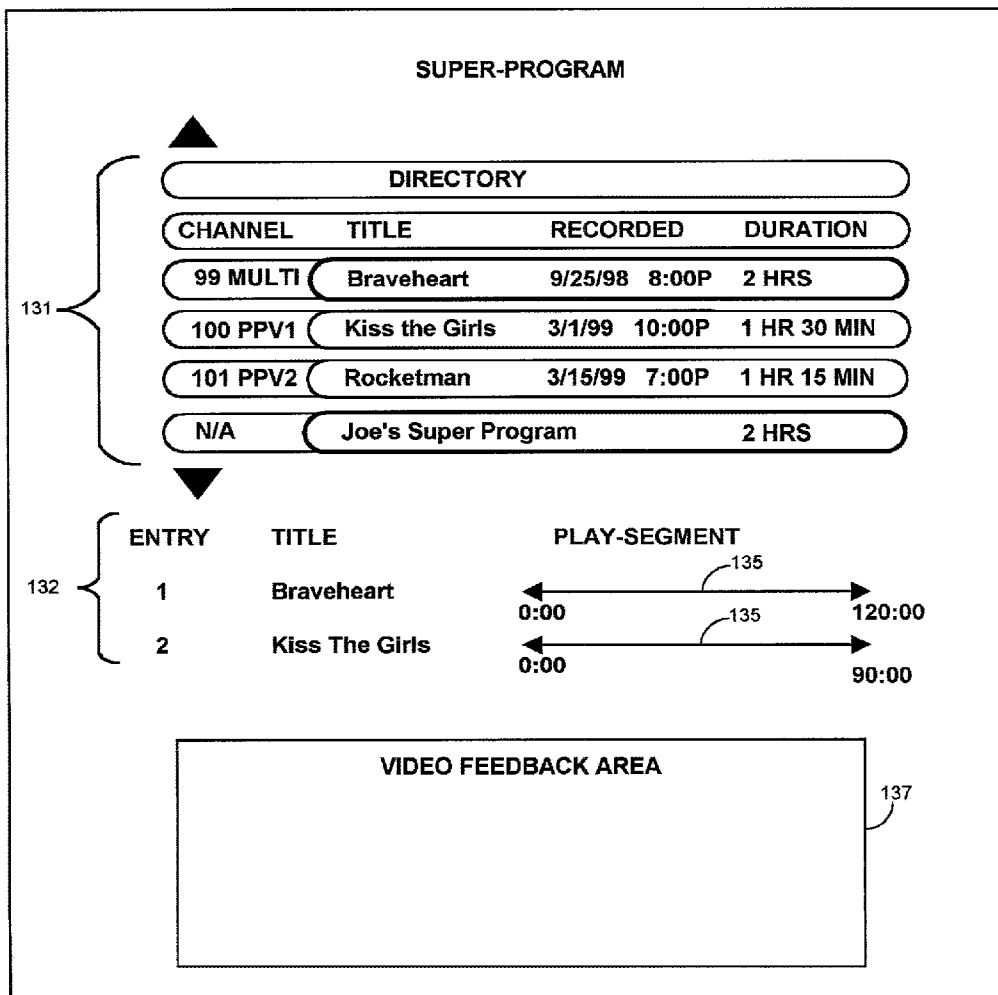 SUPER-PROGRAM
DIRECTORY
CHANNEL TITLE RECORDED DURATION
99 MULTI Braveheart 9/25/98 8:00P 2 HRS
131
100 PPV1 Kiss the Girls 3/1/99 10:00P 1 HR 30 MIN
101 PPV2 Rocketman 3/15/99 7:00P 1 HR 15 MIN
N/A Joe's Super Program 2 HRS
ENTRY TITLE PLAY-SEGMENT
135
132
1 Braveheart
0:00 120:00
135
2 Kiss The Girls
0:00 90:00
VIDEO FEEDBACK AREA
137